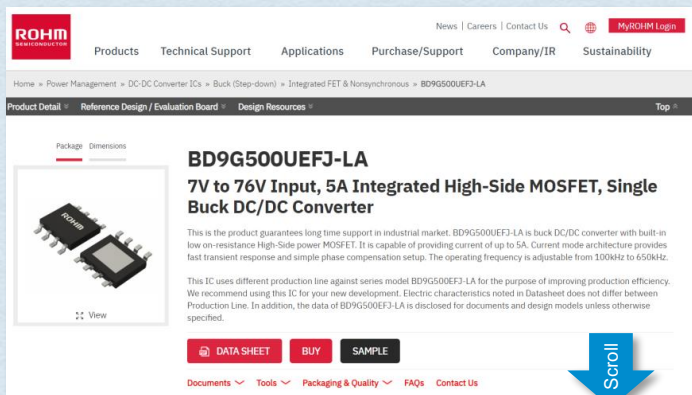 ROHM
SEMICONDUCTOR
News | Careers | Contact Us
MyROHM Login
Products Technical Support Applications Purchase/Support Company/IR Sustainability
Home » Power Management » DC-DC Converter ICs » Buck (Step-down) » Integrated FET & Nonsynchronous » BD9G500UEFJ-LA
Product Detail Reference Design / Evaluation Board Design Resources Top
Package Dimensions
BD9G500UEFJ-LA
7V to 76V Input, 5A Integrated High-Side MOSFET, Single
Buck DC/DC Converter
This is the product guarantees long time support in industrial market. BD9G500UEFJ-LA is buck DC/DC converter with built-in
low on-resistance High-Side power MOSFET. It is capable of providing current of up to 5A. Current mode architecture provides
fast transient response and simple phase compensation setup. The operating frequency is adjustable from 100kHz to 650kHz.
This IC uses different production line against series model BD9G500EFJ-LA for the purpose of improving production efficiency.
We recommend using this IC for your new development. Electric characteristics noted in Datasheet does not differ between
Production Line. In addition, the data of BD9G500EFJ-LA is disclosed for documents and design models unless otherwise
specified.
ROHM
View
DATA SHEET BUY SAMPLE
Documents Tools Packaging & Quality FAQs Contact Us
Scroll